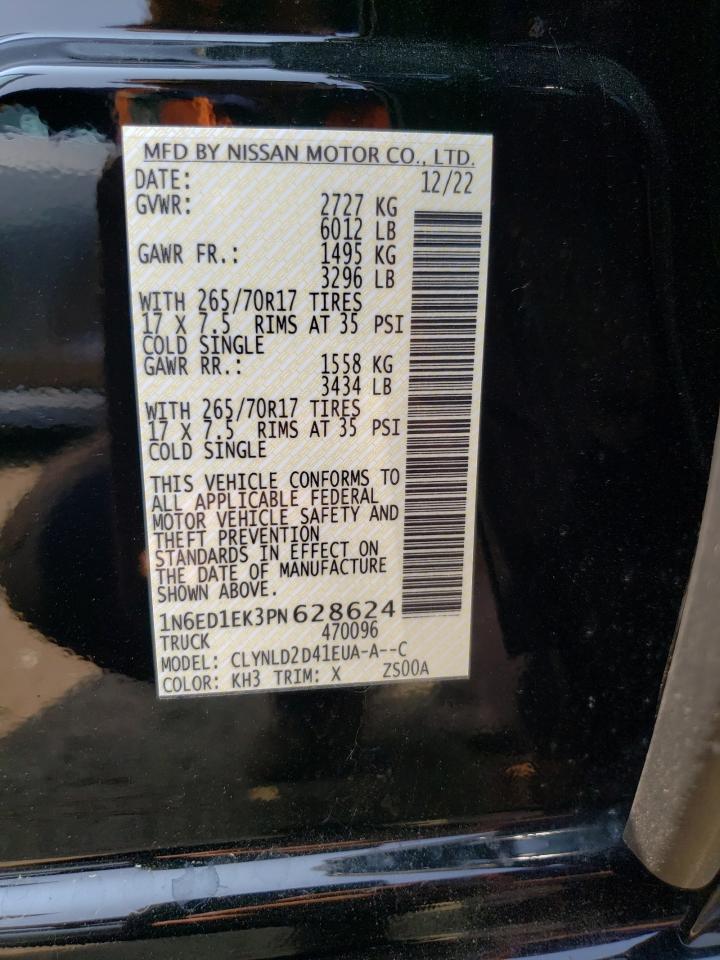 MFD BY NISSAN MOTOR CO., LTD.
DATE: 12/22
GVWR: 2727 KG
6012 LB
GAWR FR.: 1495 KG
3296 LB
WITH 265/70R17 TIRES
17 X 7.5 RIMS AT 35 PSI
COLD SINGLE
GAWR RR.: 1558 KG
3434 LB
WITH 265/70R17 TIRES
17 X 7.5 RIMS AT 35 PSI
COLD SINGLE
THIS VEHICLE CONFORMS TO
ALL APPLICABLE FEDERAL
MOTOR VEHICLE SAFETY AND
THEFT PREVENTION
STANDARDS IN EFFECT ON
THE DATE OF MANUFACTURE
SHOWN ABOVE.
1N6ED1EK3PN628624
TRUCK 470096
MODEL: CLYNLD2D41EUA-A--C
COLOR: KH3 TRIM: X ZS00A